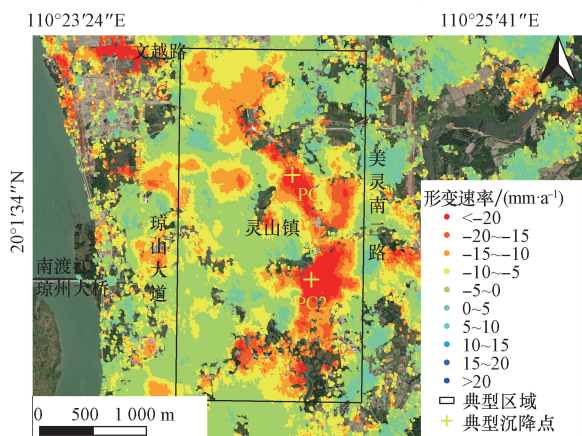 110°23′24″E
110°25′41″E
20°1′34″N
文越路
PC
美灵南三路
灵山镇
琼山大道
南渡江
琼州大桥
PC2
形变速率/(mm·a⁻¹)
<-20
-20~-15
-15~-10
-10~-5
-5~0
0~5
5~10
10~15
15~20
>20
典型区域
典型沉降点
0 500 1 000 m